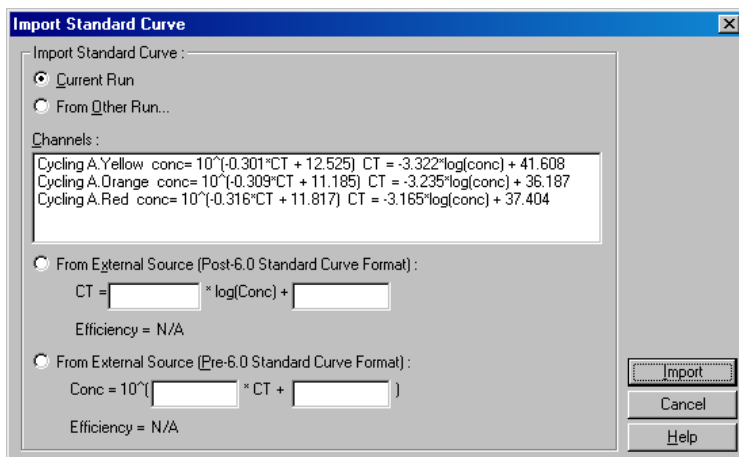 Import Standard Curve
Import Standard Curve :
Current Run
From Other Run...
Channels :
Cycling A.Yellow conc= 10^(-0.301*CT + 12.525) CT = -3.322*log(conc) + 41.608
Cycling A.Orange conc= 10^(-0.309*CT + 11.185) CT = -3.235*log(conc) + 36.187
Cycling A.Red conc= 10^(-0.316*CT + 11.817) CT = -3.165*log(conc) + 37.404
From External Source (Post-6.0 Standard Curve Format) :
CT = * log(Conc) +
Efficiency = N/A
From External Source (Pre-6.0 Standard Curve Format) :
Conc = 10^( * CT + )
Efficiency = N/A
Import
Cancel
Help